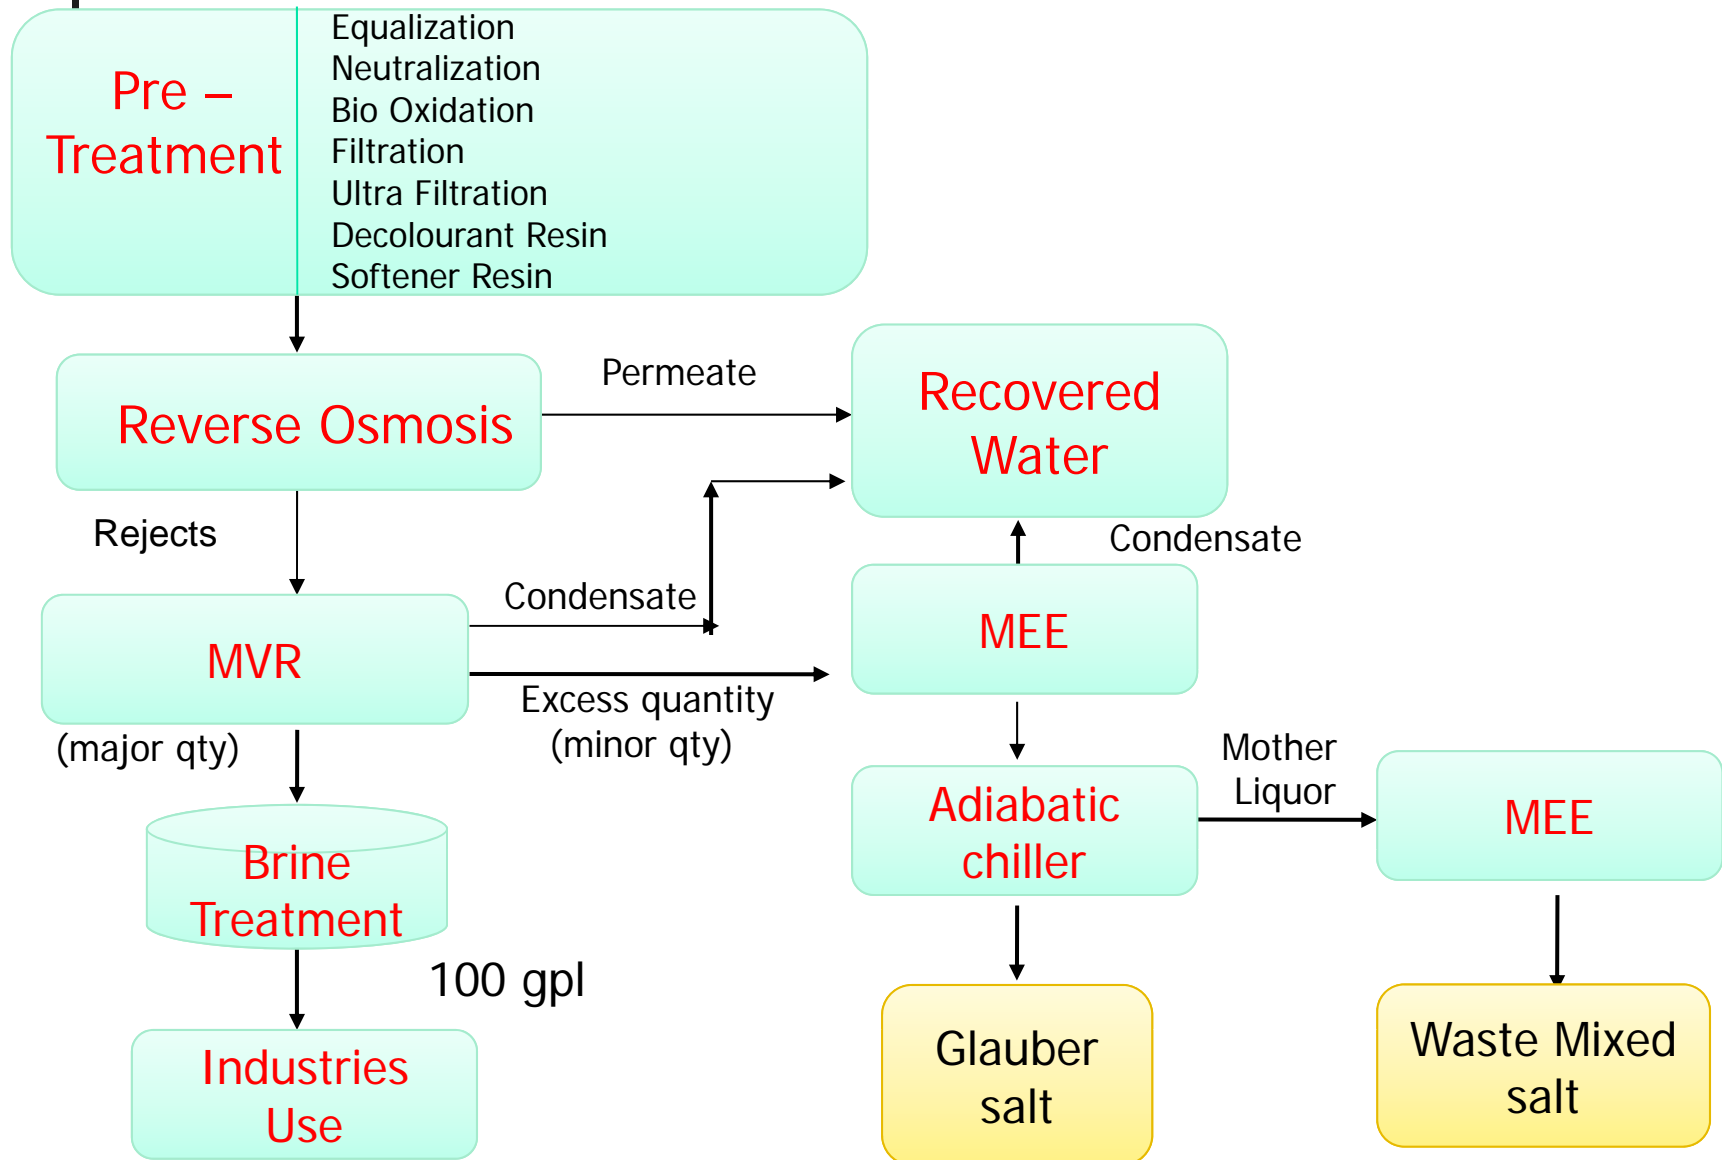 Pre –
Treatment
Equalization
Neutralization
Bio Oxidation
Filtration
Ultra Filtration
Decolourant Resin
Softener Resin
Reverse Osmosis
Permeate
Recovered
Water
Rejects
Condensate
Condensate
MVR
MEE
Excess quantity
(minor qty)
(major qty)
Mother
Liquor
Adiabatic
chiller
MEE
Brine
Treatment
100 gpl
Industries
Use
Glauber
salt
Waste Mixed
salt